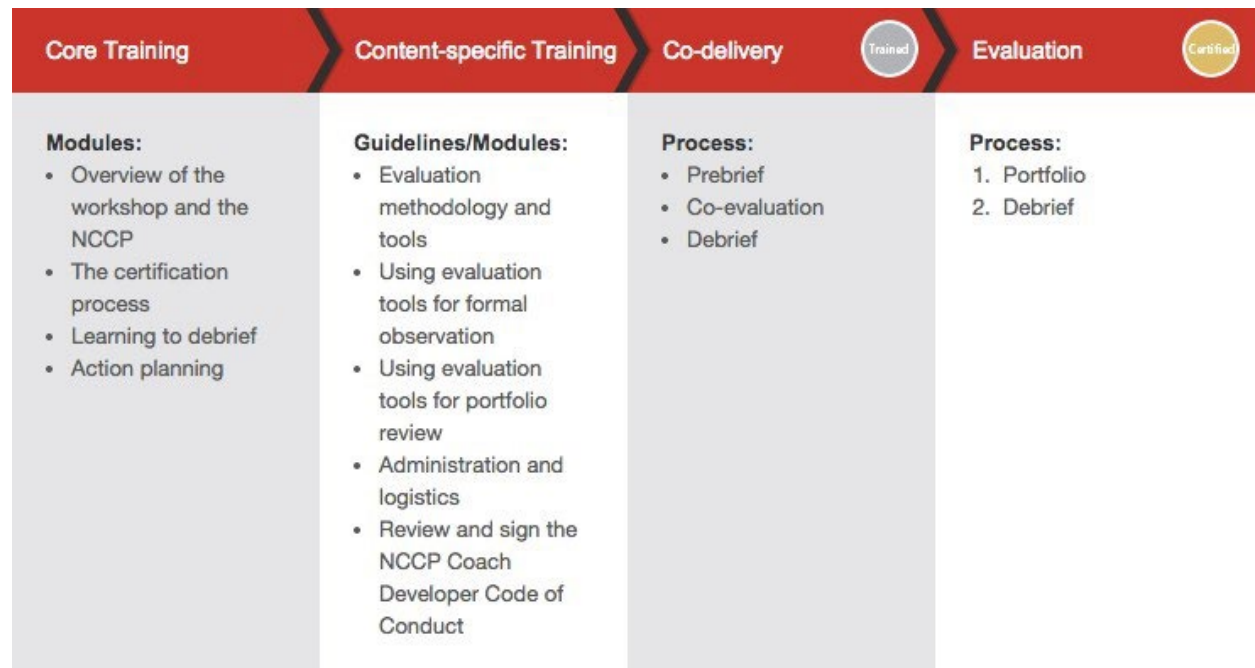 Core Training
Content-specific Training
Co-delivery
Trained
Evaluation
Certified
Modules:
• Overview of the
workshop and the
NCCP
• The certification
process
• Learning to debrief
• Action planning
Guidelines/Modules:
• Evaluation
methodology and
tools
• Using evaluation
tools for formal
observation
• Using evaluation
tools for portfolio
review
• Administration and
logistics
• Review and sign the
NCCP Coach
Developer Code of
Conduct
Process:
• Prebrief
• Co-evaluation
• Debrief
Process:
1. Portfolio
2. Debrief